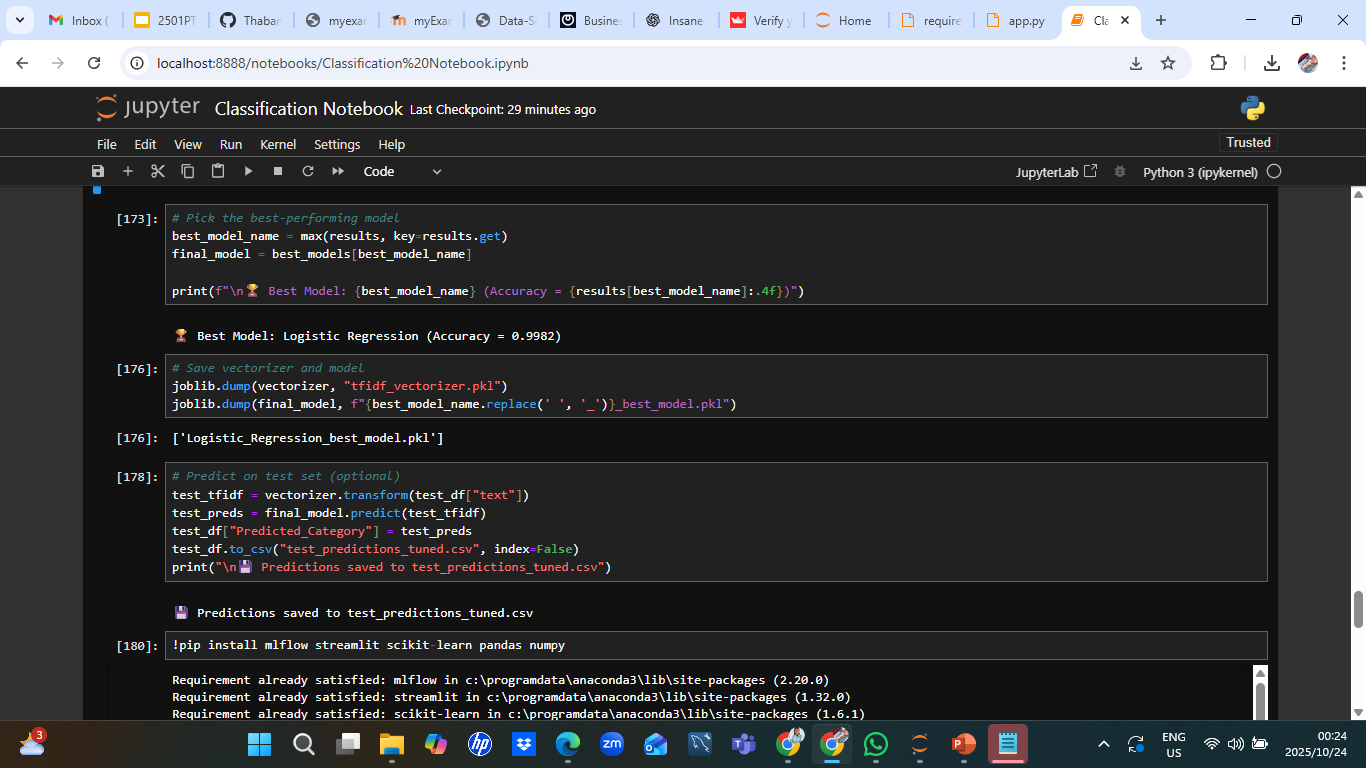 Inbox (
2501PT
Thaban
myexar
myExar
Data-S
Busines
Insane
Verify y
Home
require
app.py
Cla
localhost:8888/notebooks/Classification%20Notebook.ipynb
jupyter Classification Notebook Last Checkpoint: 29 minutes ago
File Edit View Run Kernel Settings Help
Trusted
Code
JupyterLab
Python 3 (ipykernel)
[173]: # Pick the best-performing model
best_model_name = max(results, key=results.get)
final_model = best_models[best_model_name]
print(f"\n🏆 Best Model: {best_model_name} (Accuracy = {results[best_model_name]:.4f})")
🏆 Best Model: Logistic Regression (Accuracy = 0.9982)
[176]: # Save vectorizer and model
joblib.dump(vectorizer, "tfidf_vectorizer.pkl")
joblib.dump(final_model, f"{best_model_name.replace(' ', '_')}_best_model.pkl")
[176]: ['Logistic_Regression_best_model.pkl']
[178]: # Predict on test set (optional)
test_tfidf = vectorizer.transform(test_df["text"])
test_preds = final_model.predict(test_tfidf)
test_df["Predicted_Category"] = test_preds
test_df.to_csv("test_predictions_tuned.csv", index=False)
print("\n💾 Predictions saved to test_predictions_tuned.csv")
💾 Predictions saved to test_predictions_tuned.csv
[180]: !pip install mlflow streamlit scikit-learn pandas numpy
Requirement already satisfied: mlflow in c:\programdata\anaconda3\lib\site-packages (2.20.0)
Requirement already satisfied: streamlit in c:\programdata\anaconda3\lib\site-packages (1.32.0)
Requirement already satisfied: scikit-learn in c:\programdata\anaconda3\lib\site-packages (1.6.1)
3
hp
zm
ENG
US
00:24
2025/10/24